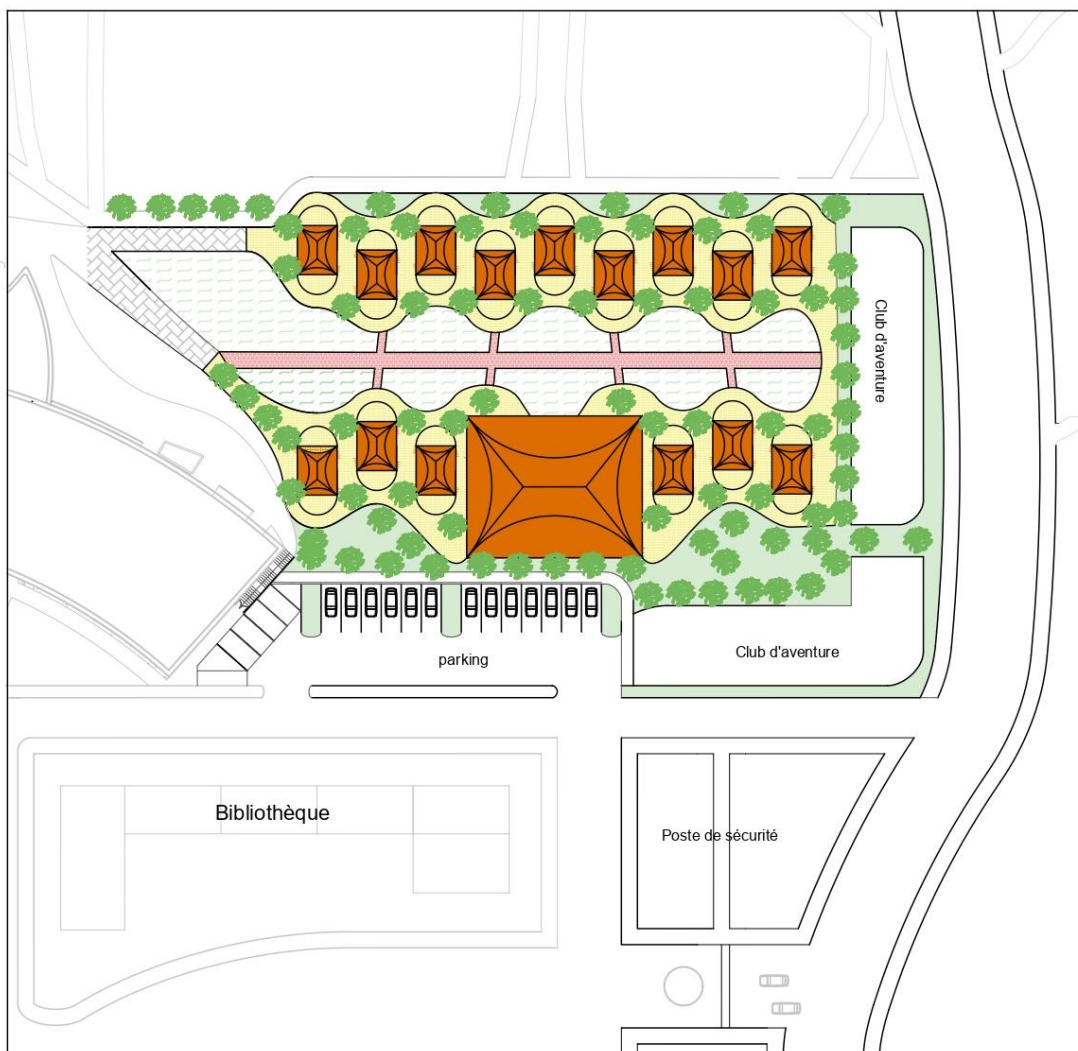 Club d'aventure
parking
Club d'aventure
Bibliothèque
Poste de sécurité